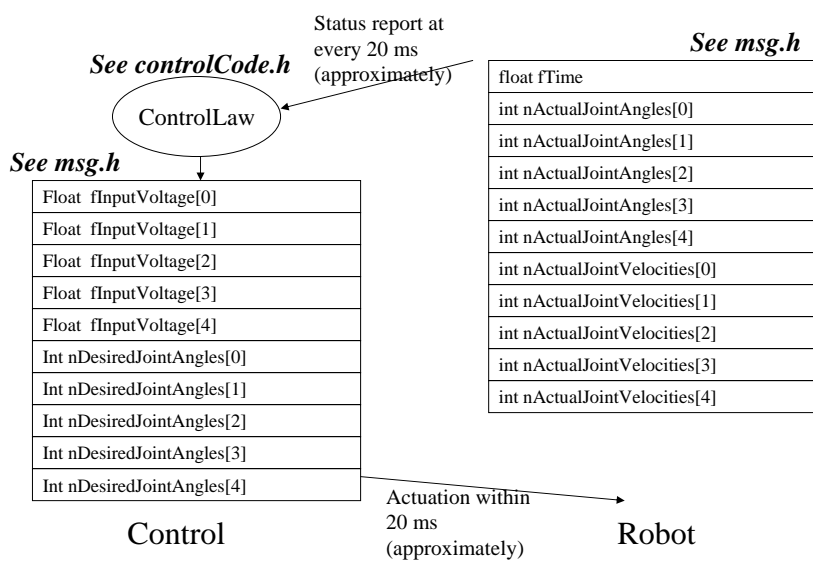 Status report at
every 20 ms
(approximately)
See msg.h
See controlCode.h
ControlLaw
See msg.h
Float  fInputVoltage[0]
Float  fInputVoltage[1]
Float  fInputVoltage[2]
Float  fInputVoltage[3]
Float  fInputVoltage[4]
Int nDesiredJointAngles[0]
Int nDesiredJointAngles[1]
Int nDesiredJointAngles[2]
Int nDesiredJointAngles[3]
Int nDesiredJointAngles[4]
float fTime
int nActualJointAngles[0]
int nActualJointAngles[1]
int nActualJointAngles[2]
int nActualJointAngles[3]
int nActualJointAngles[4]
int nActualJointVelocities[0]
int nActualJointVelocities[1]
int nActualJointVelocities[2]
int nActualJointVelocities[3]
int nActualJointVelocities[4]
Actuation within
20 ms
(approximately)
Control
Robot